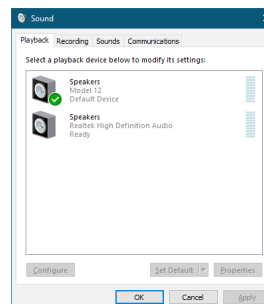 Sound
Playback Recording Sounds Communications
Select a playback device below to modify its settings:
Speakers
Model 12
Default Device
Speakers
Realtek High Definition Audio
Ready
Configure Set Default Properties
OK Cancel Apply